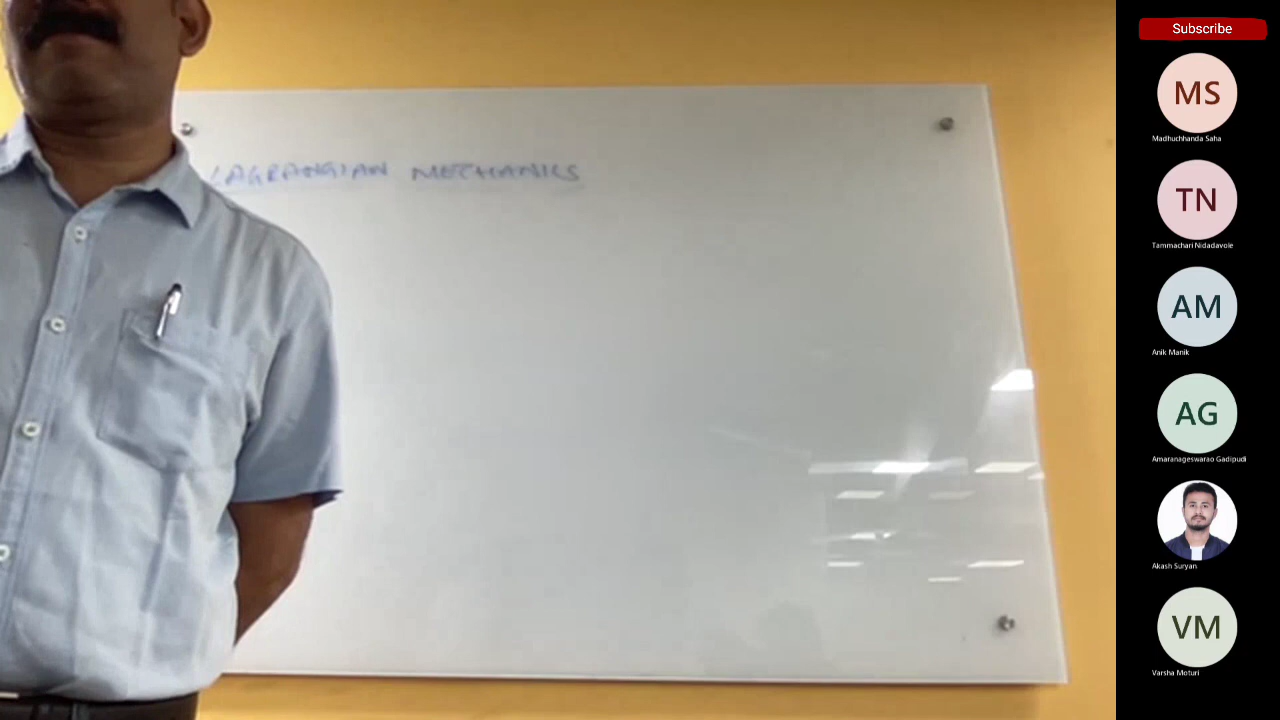 LAGRANGIAN MECHANICS
Subscribe
MS
Madhuchhanda Saha
TN
Tammachari Nidadavole
AM
Anik Manik
AG
Amaranageswarao Gadipudi
Akash Suryan
VM
Varsha Moturi